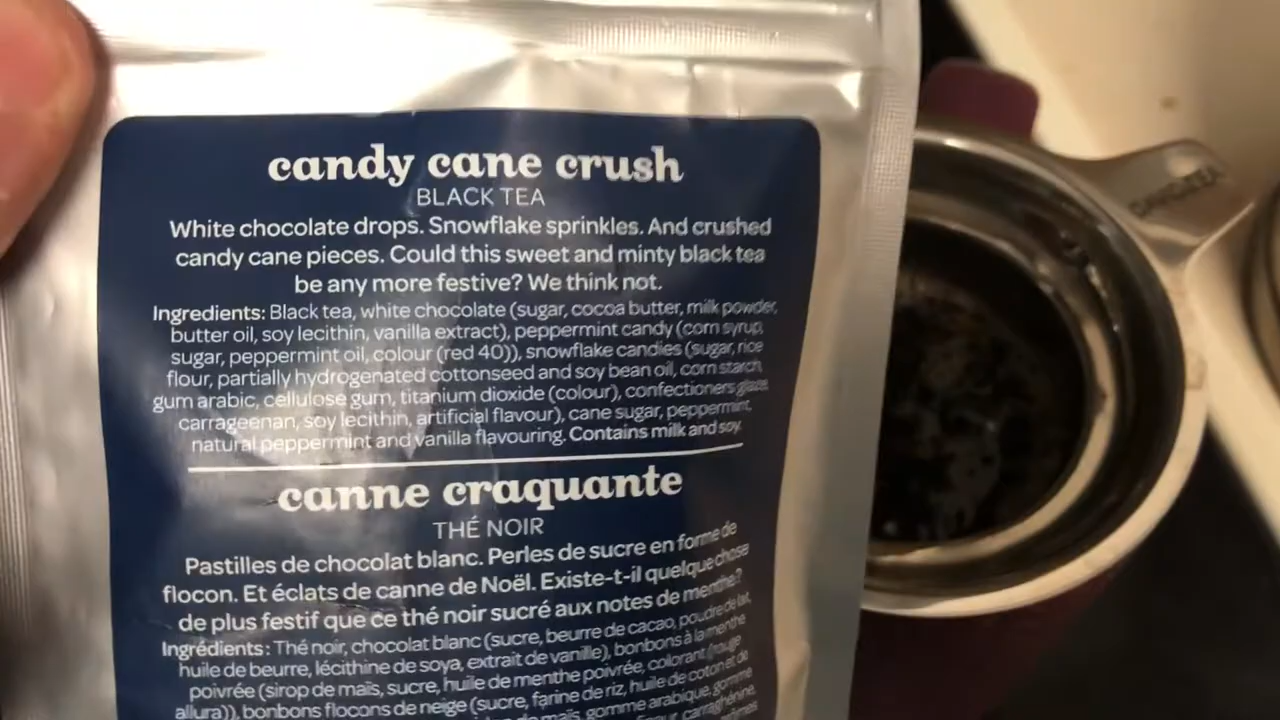 candy cane crush
BLACK TEA
White chocolate drops. Snowflake sprinkles. And crushed
candy cane pieces. Could this sweet and minty black tea
be any more festive? We think not.
Ingredients: Black tea, white chocolate (sugar, cocoa butter, milk powder,
butter oil, soy lecithin, vanilla extract), peppermint candy (corn syrup,
sugar, peppermint oil, colour (red 40)), snowflake candies (sugar, rice
flour, partially hydrogenated cottonseed and soy bean oil, corn starch,
gum arabic, cellulose gum, titanium dioxide (colour), confectioners glaze,
carrageenan, soy lecithin, artificial flavour), cane sugar, peppermint,
natural peppermint and vanilla flavouring. Contains milk and soy.
canne craquante
THÉ NOIR
Pastilles de chocolat blanc. Perles de sucre en forme de
flocon. Et éclats de canne de Noël. Existe-t-il quelque chose
de plus festif que ce thé noir sucré aux notes de menthe?
Ingrédients : Thé noir, chocolat blanc (sucre, beurre de cacao, poudre de lait,
huile de beurre, lécithine de soya, extrait de vanille), bonbons à la menthe
poivrée (sirop de maïs, sucre, huile de menthe poivrée, colorant (rouge
allura)), bonbons flocons de neige (sucre, farine de riz, huile de coton et de
de maïs, gomme arabique, gomme
carraghénine,
DAVIDsTEA